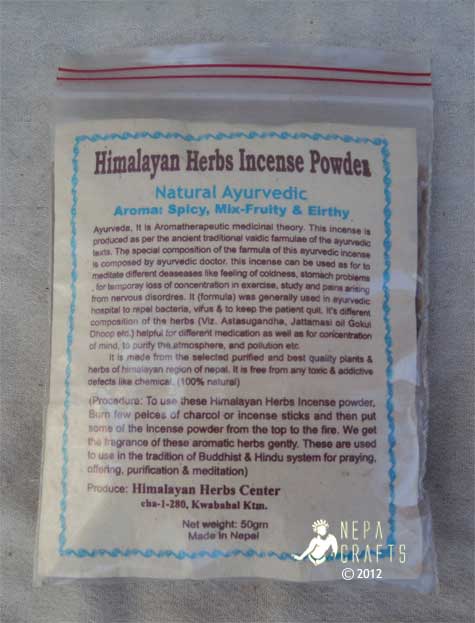 Himalayan Herbs Incense Powder
Natural Ayurvedic
Aroma: Spicy, Mix-Fruity & Eirthy
Ayurveda, It is Aromatherapeutic medicinal theory. This incense is
produced as per the ancient traditional vaidic farmulae of the ayurvedic
texts. The special composition of the farmula of this ayurvedic incense
is composyed by ayurvedic doctor. this incense can be used as for to
meditate different deaseases like feeling of coldness, stomach problems
, for temporay loss of concentration in exercise, study and pains arising
from nervous disordres. It (formula) was generally used in ayurvedic
hospital to repel bacteria, vifus & to keep the patient quit. It's different
composition of the herbs (Viz. Astasugandha, Jattamasi oil Gokul
Dhoop etc.) helpful for different medication as well as for concentration
of mind, to purify the atmosphere, and pollution etc.
It is made from the selected purified and best quality plants &
herbs of himalayan region of nepal. It is free from any toxic & addictive
defects like chemical. (100% natural)
(Procedure: To use these Himalayan Herbs Incense powder,
Burn few peices of charcol or incense sticks and then put
some of the incense powder from the top to the fire. We get
the fragrance of these aromatic herbs gently. These are used
to use in the tradition of Buddhist & Hindu system for praying,
offering, purification & meditation)
Produce: Himalayan Herbs Center
cha-1-280, Kwabahal Ktm.
Net weight: 50grm
Made in Nepal
NEPA
CRAFTS
© 2012